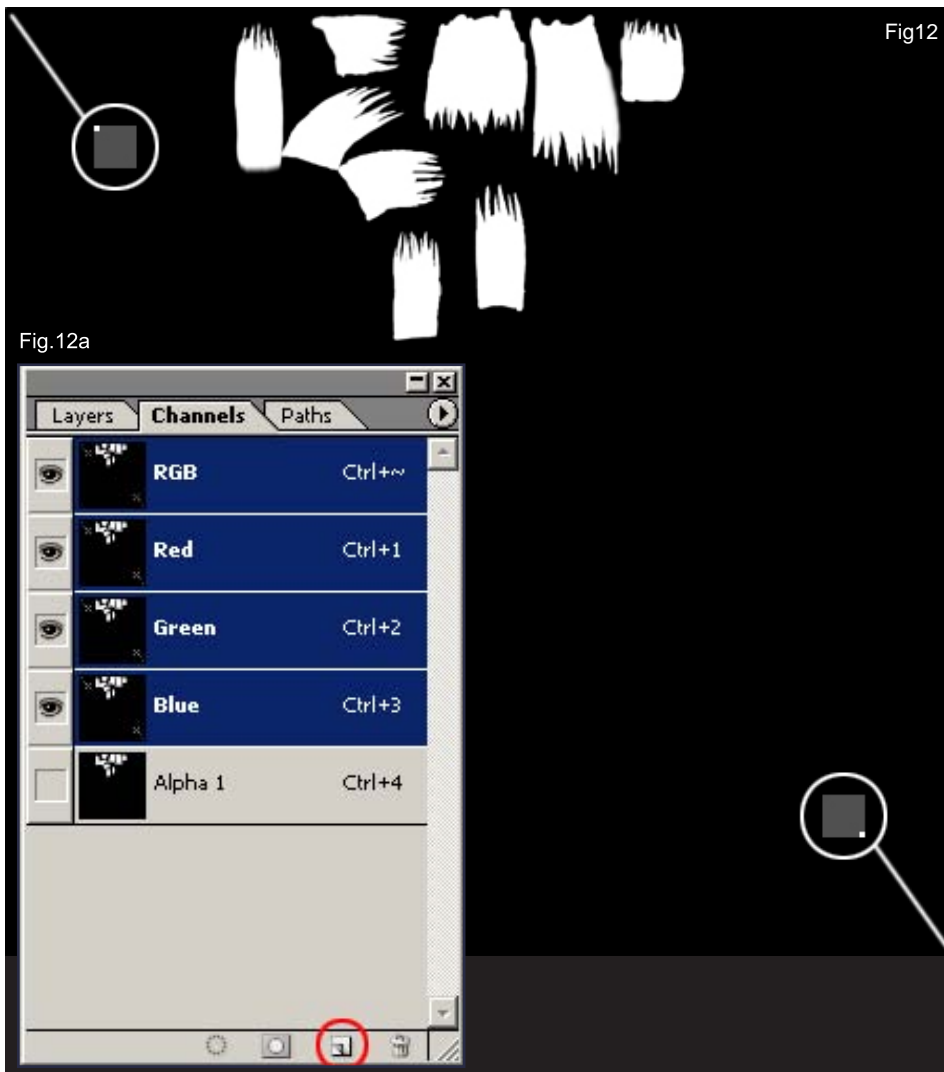 Fig12
Fig.12a
Layers Channels Paths
RGB Ctrl+~
Red Ctrl+1
Green Ctrl+2
Blue Ctrl+3
Alpha 1 Ctrl+4